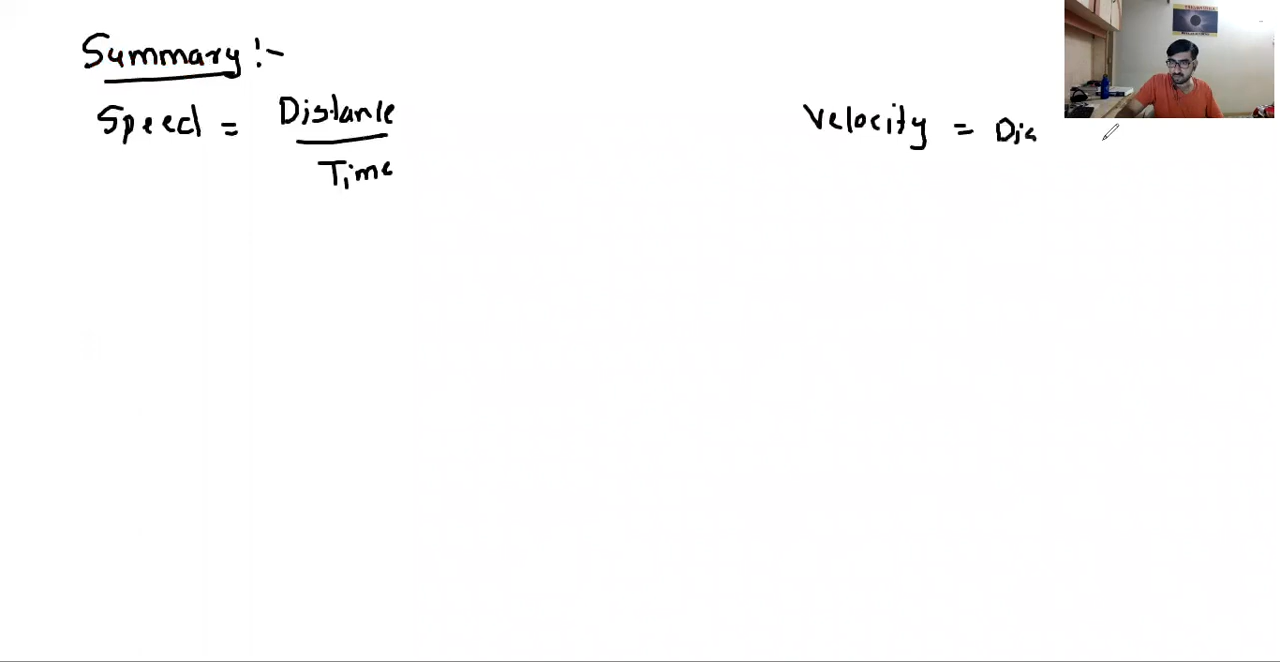 Summary :-
Speed = Distance
Time
Velocity = Dis